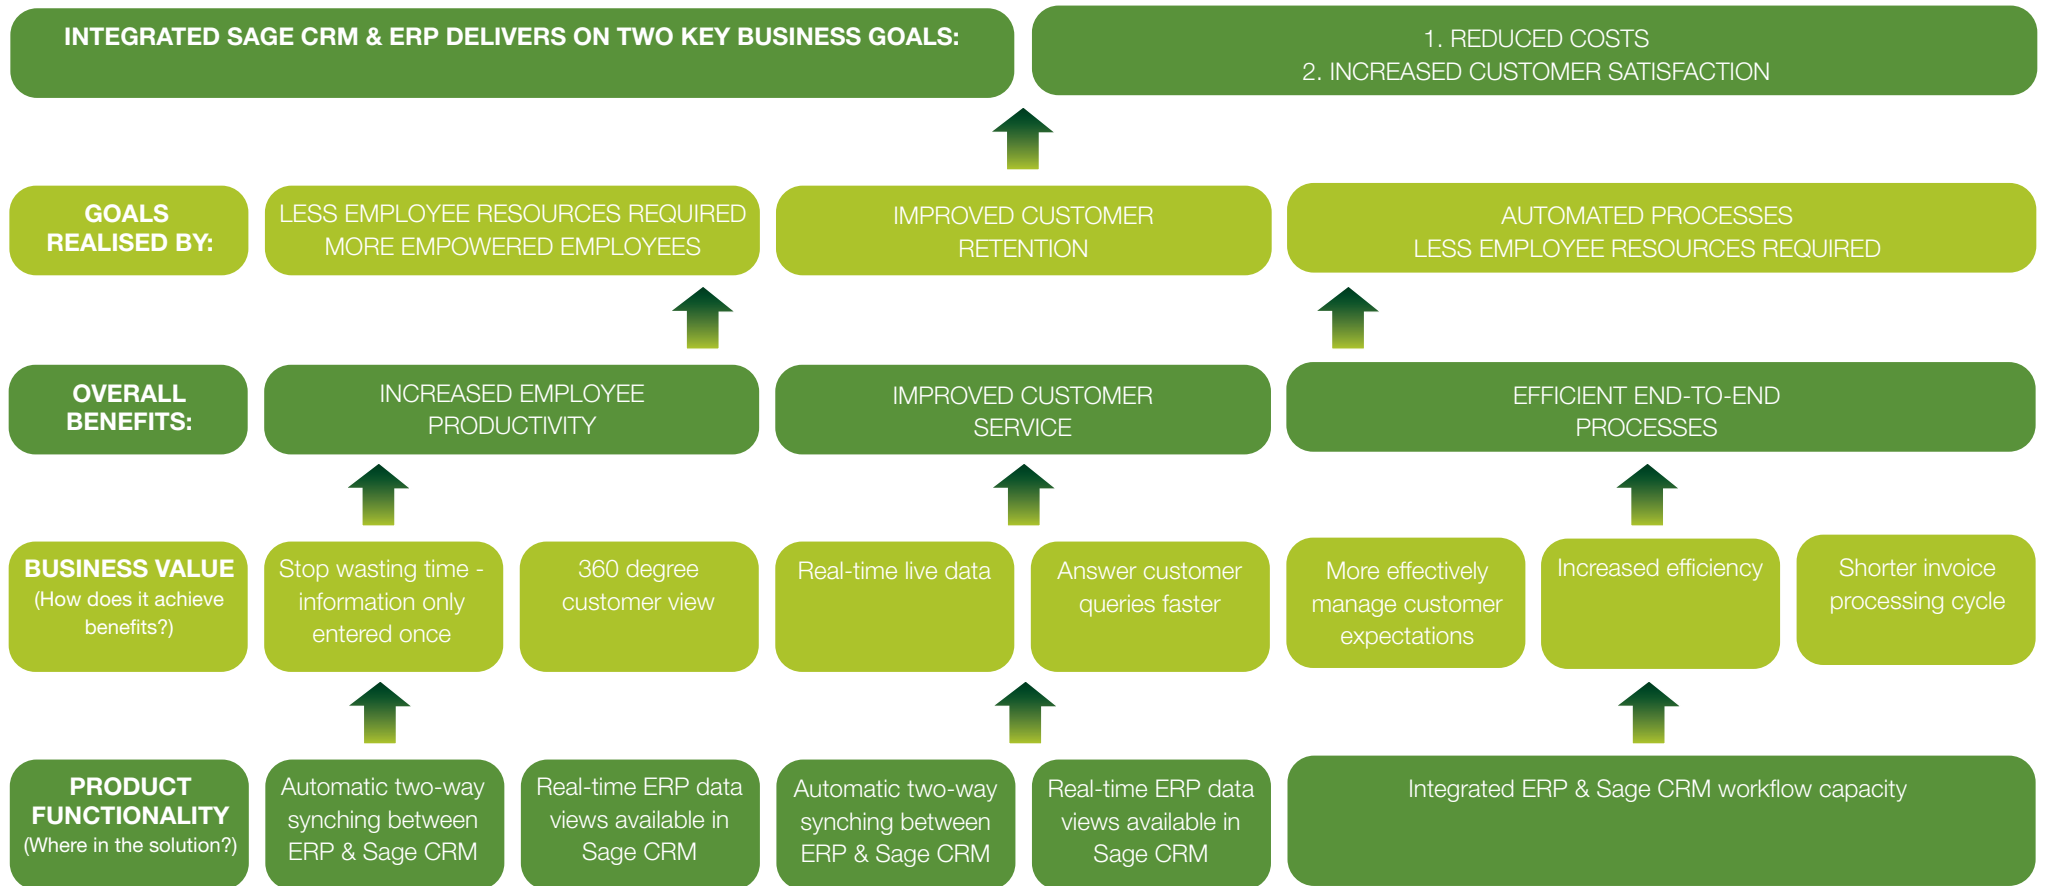 INTEGRATED SAGE CRM & ERP DELIVERS ON TWO KEY BUSINESS GOALS:
1. REDUCED COSTS
2. INCREASED CUSTOMER SATISFACTION
GOALS
REALISED BY:
LESS EMPLOYEE RESOURCES REQUIRED
MORE EMPOWERED EMPLOYEES
IMPROVED CUSTOMER
RETENTION
AUTOMATED PROCESSES
LESS EMPLOYEE RESOURCES REQUIRED
OVERALL
BENEFITS:
INCREASED EMPLOYEE
PRODUCTIVITY
IMPROVED CUSTOMER
SERVICE
EFFICIENT END-TO-END
PROCESSES
BUSINESS VALUE
(How does it achieve
benefits?)
Stop wasting time -
information only
entered once
360 degree
customer view
Real-time live data
Answer customer
queries faster
More effectively
manage customer
expectations
Increased efficiency
Shorter invoice
processing cycle
PRODUCT
FUNCTIONALITY
(Where in the solution?)
Automatic two-way
synching between
ERP & Sage CRM
Real-time ERP data
views available in
Sage CRM
Automatic two-way
synching between
ERP & Sage CRM
Real-time ERP data
views available in
Sage CRM
Integrated ERP & Sage CRM workflow capacity